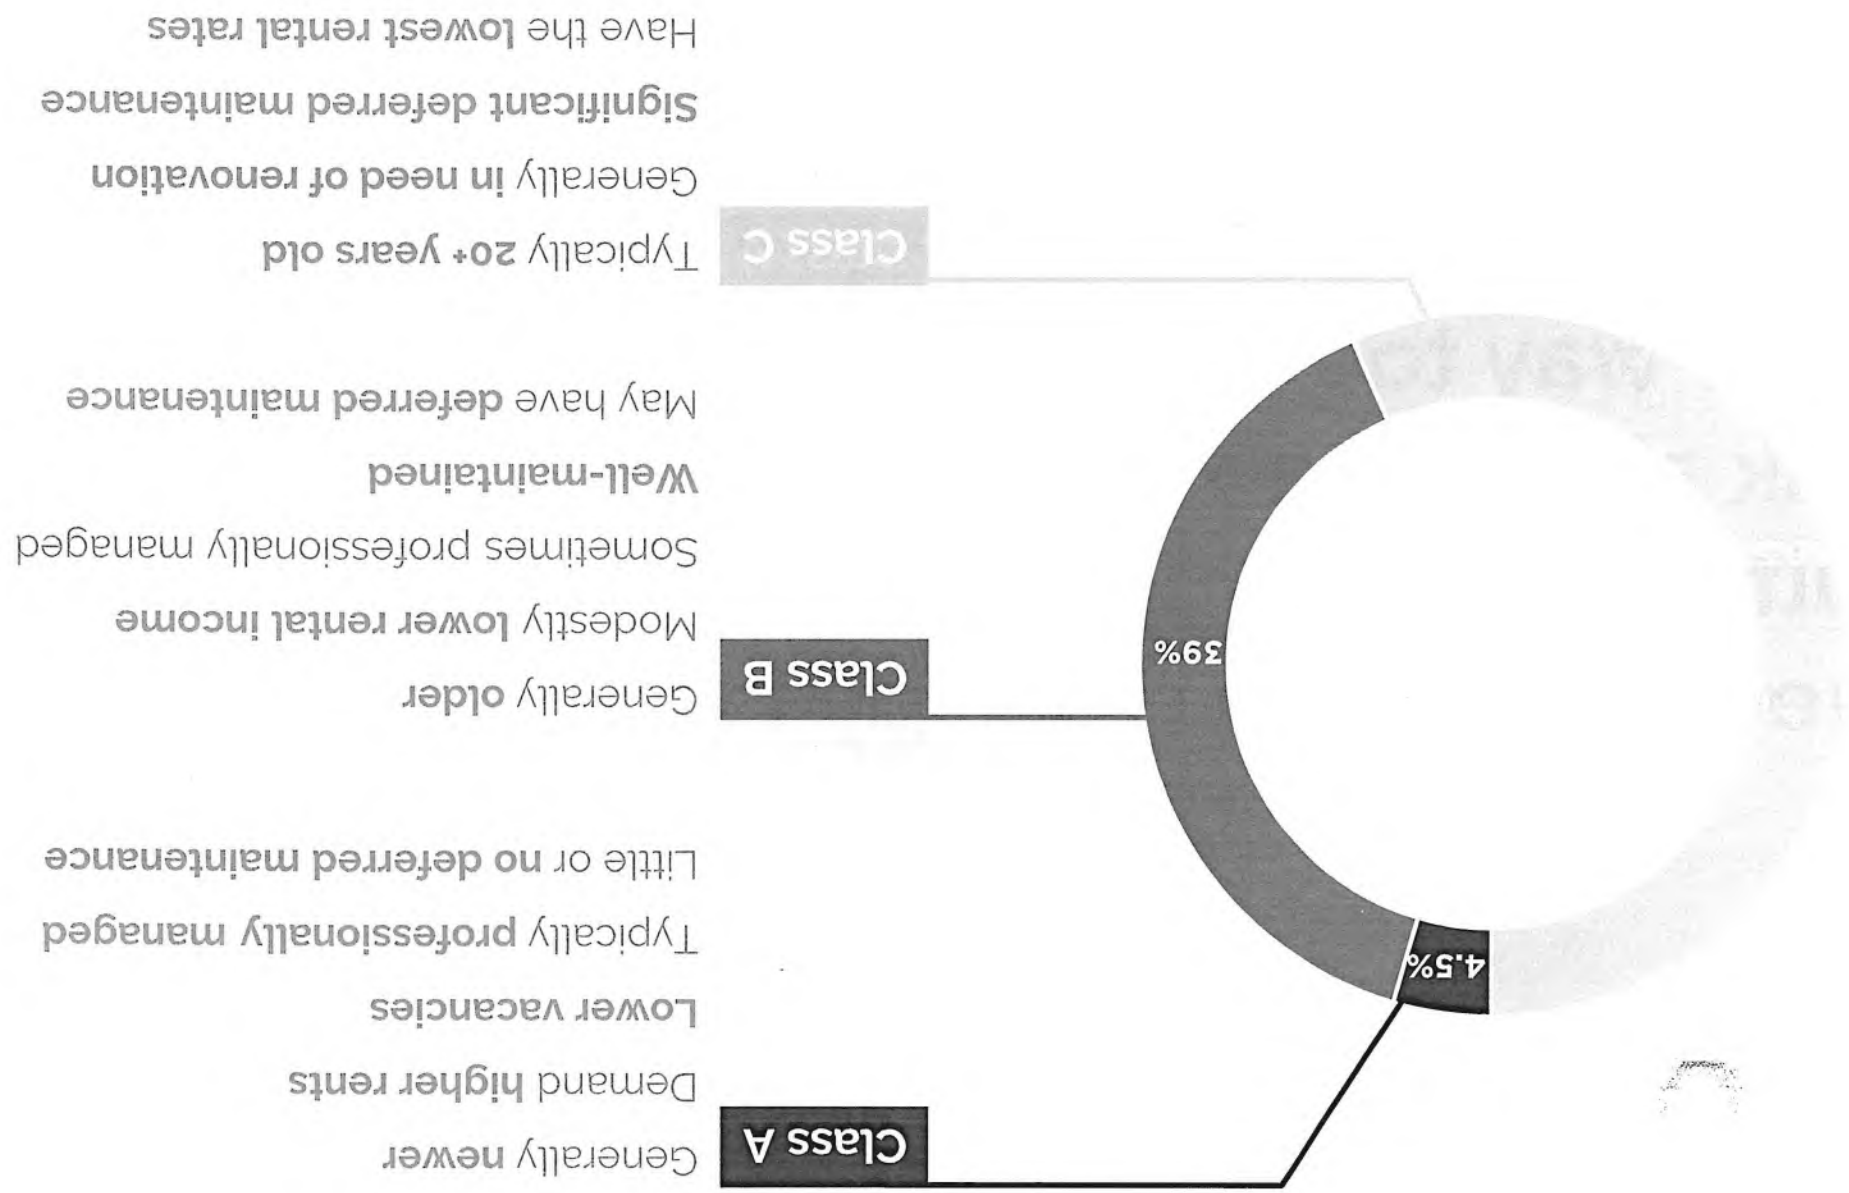 Class A
Generally newer
Demand higher rents
Lower vacancies
Typically professionally managed
Little or no deferred maintenance
4.5%
Class B
Generally older
Modestly lower rental income
Sometimes professionally managed
Well-maintained
May have deferred maintenance
39%
Class C
Typically 20+ years old
Generally in need of renovation
Significant deferred maintenance
Have the lowest rental rates